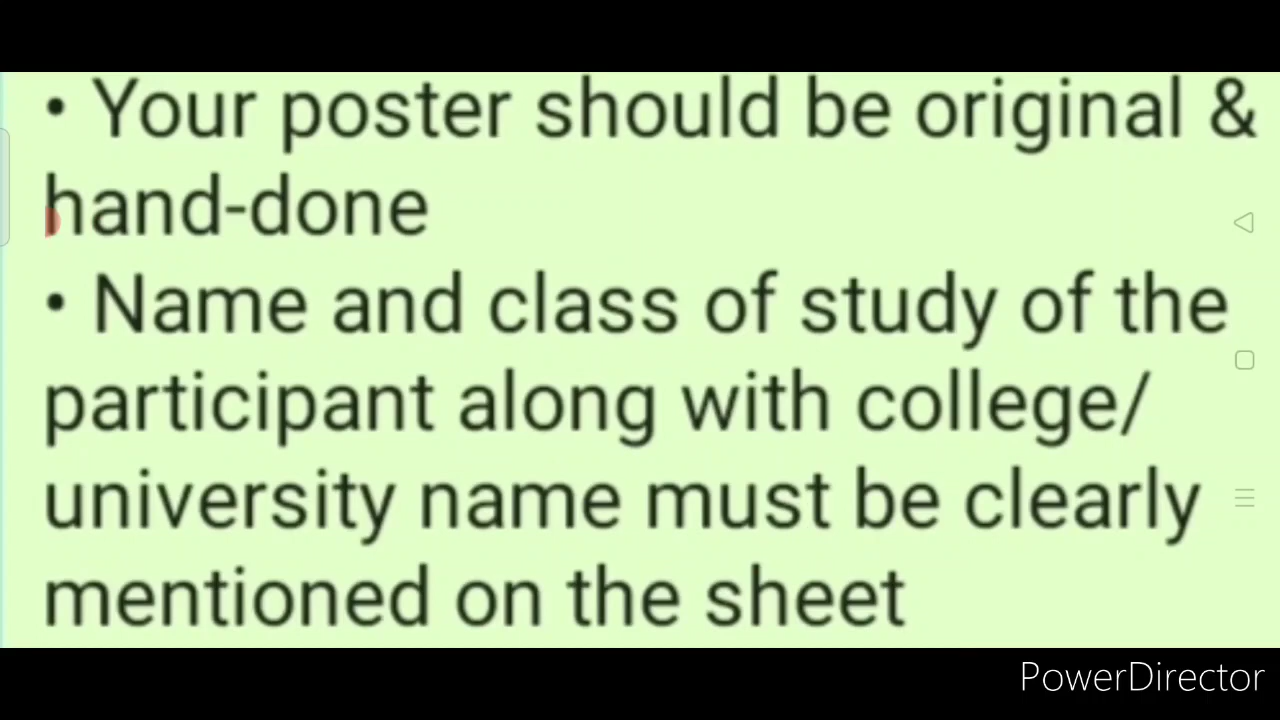 • Your poster should be original &
hand-done
• Name and class of study of the
participant along with college/
university name must be clearly
mentioned on the sheet
PowerDirector